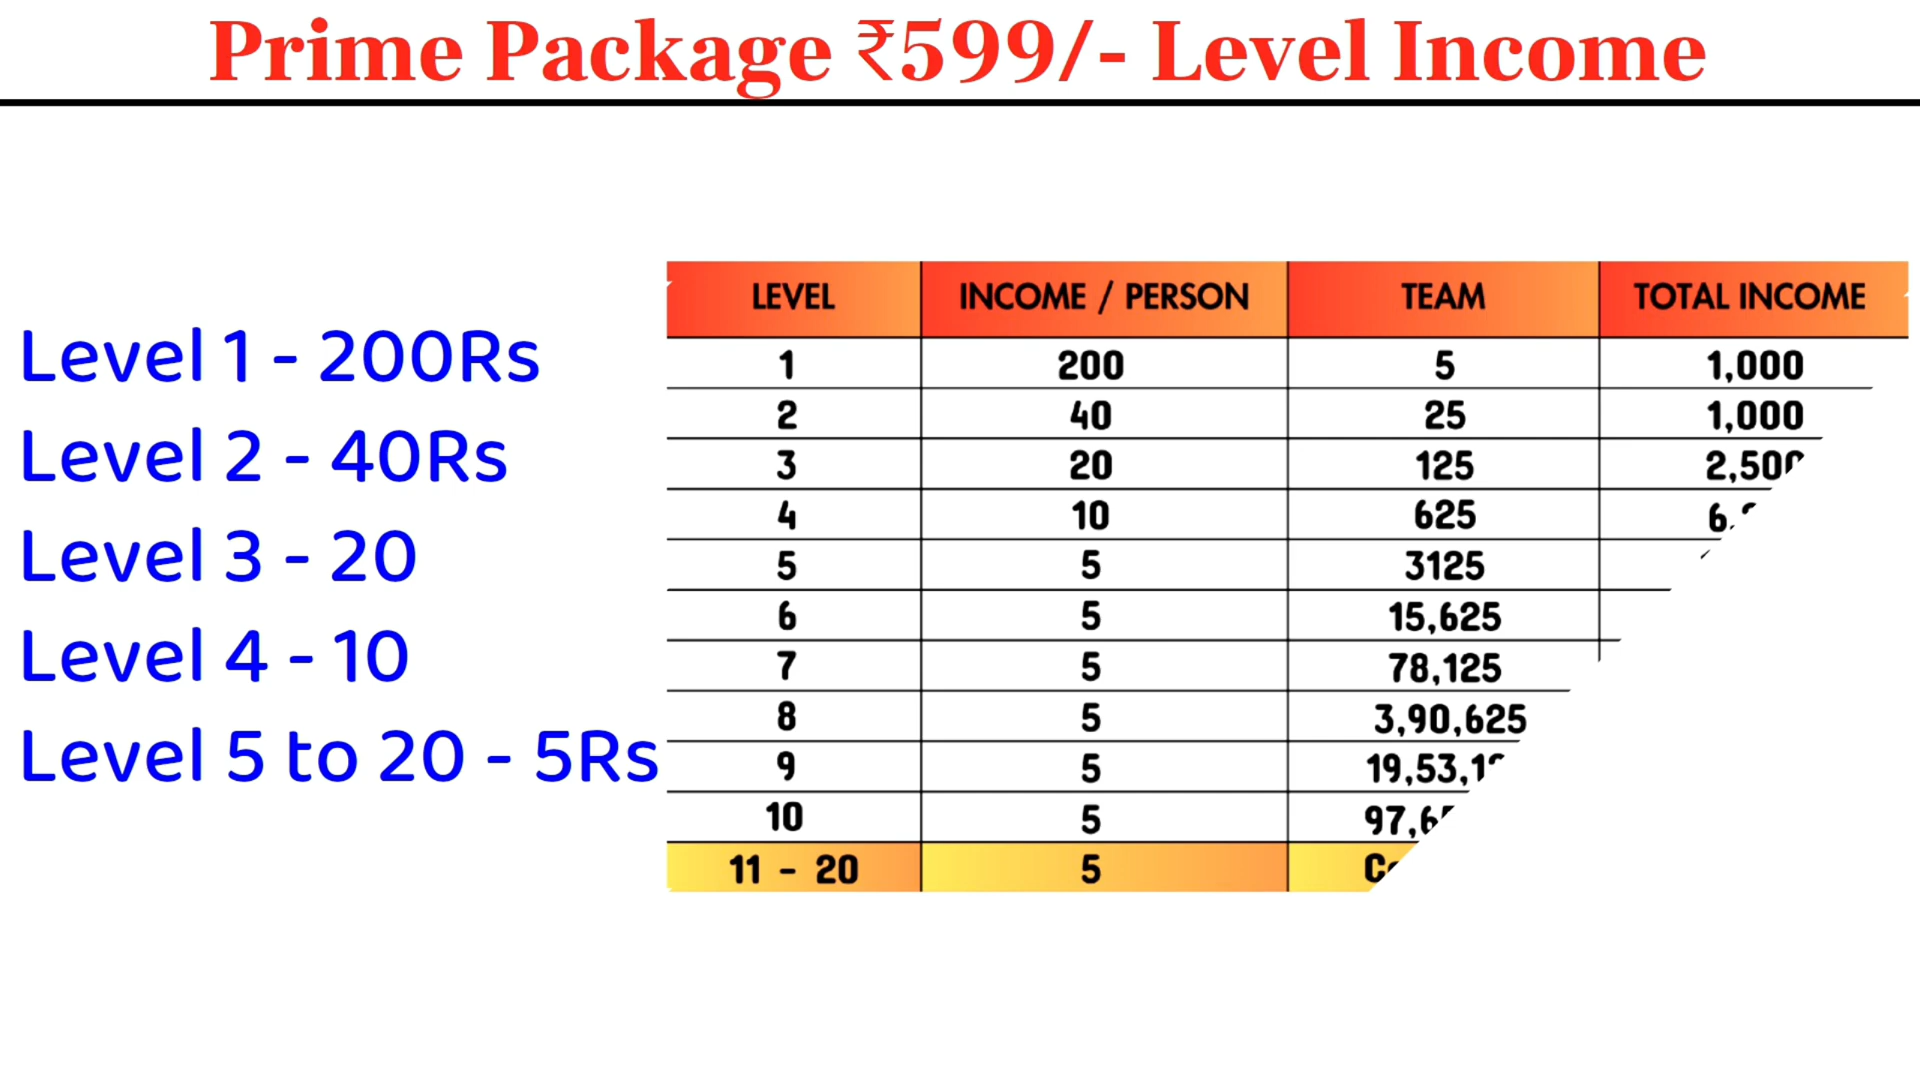 Prime Package ₹599/- Level Income
Level 1 - 200Rs
Level 2 - 40Rs
Level 3 - 20
Level 4 - 10
Level 5 to 20 - 5Rs
LEVEL INCOME / PERSON TEAM TOTAL INCOME
1 200 5 1,000
2 40 25 1,000
3 20 125
4 10 625
5 5 3125
6 5 15,625
7 5 78,125
8 5 3,90,625
9 5
10 5
11 - 20 5